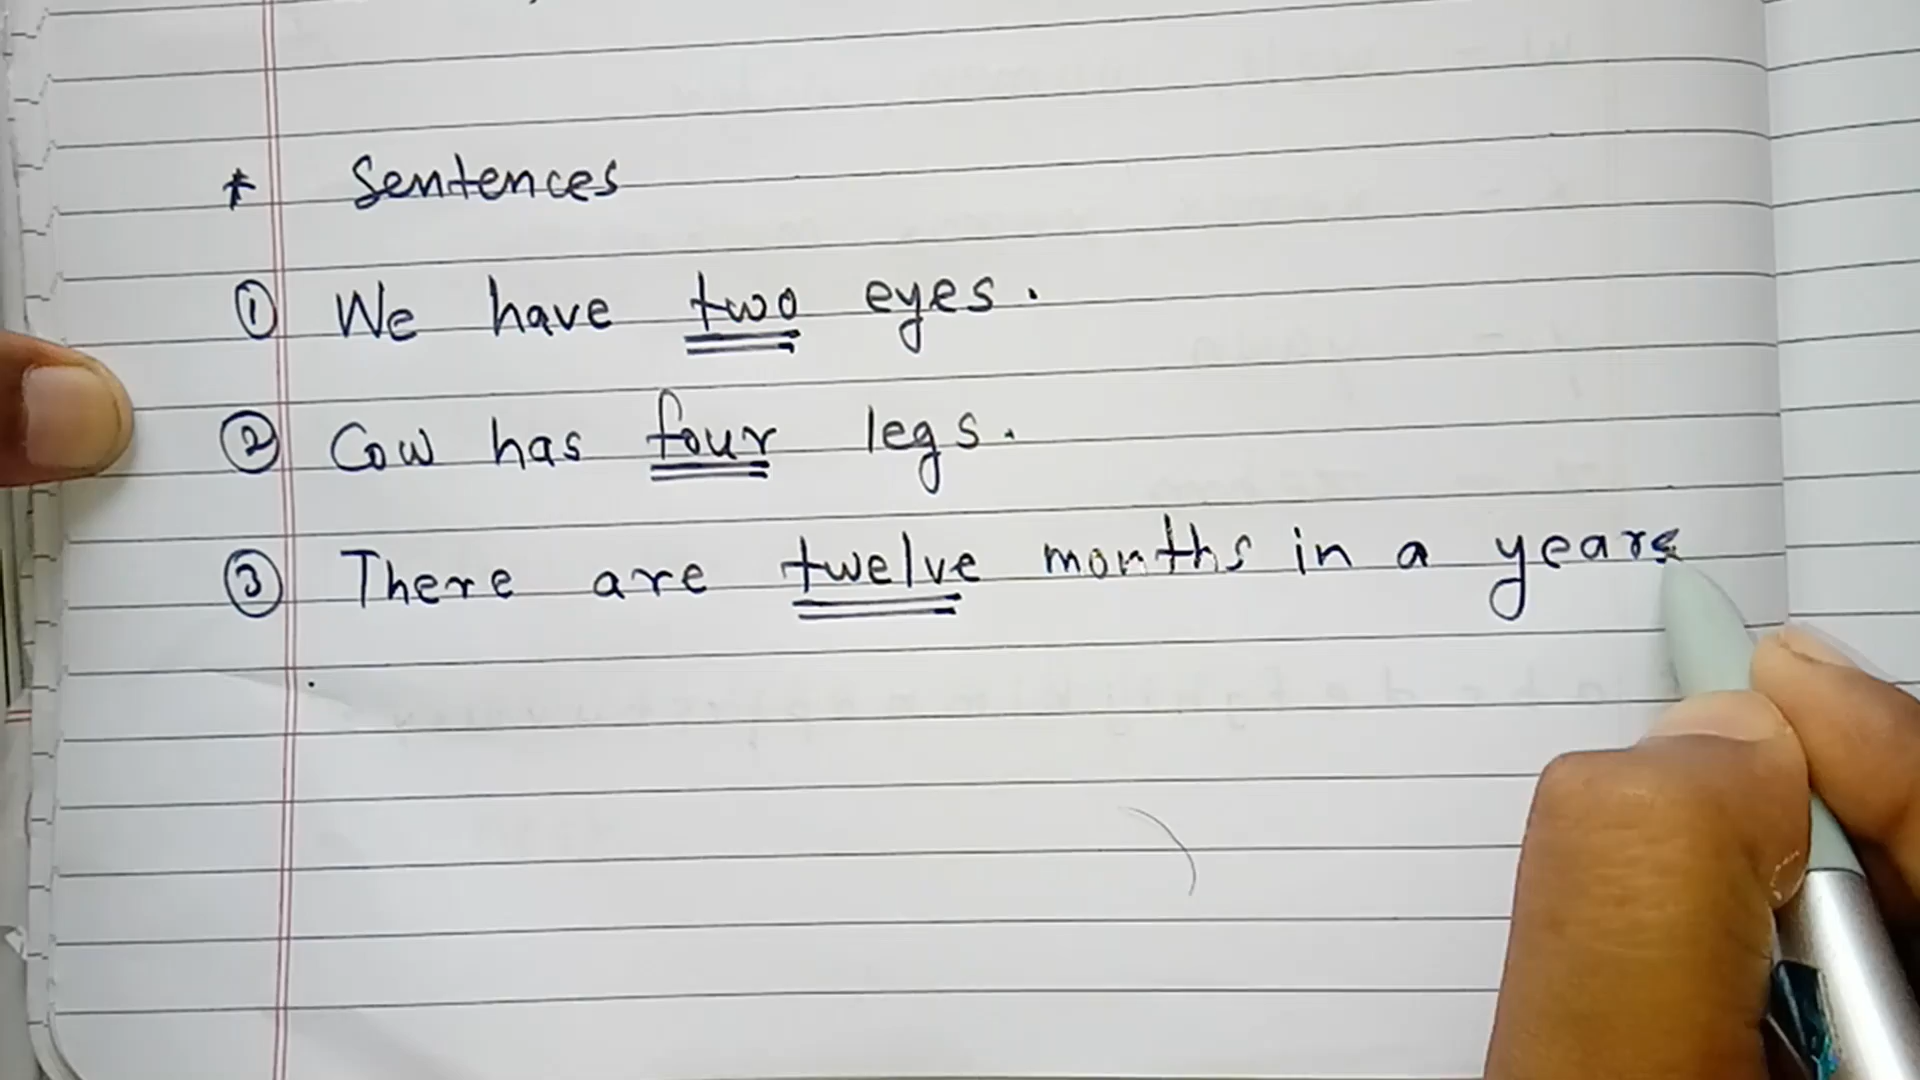 * Sentences
① We have two eyes.
② Cow has four legs.
③ There are twelve months in a years